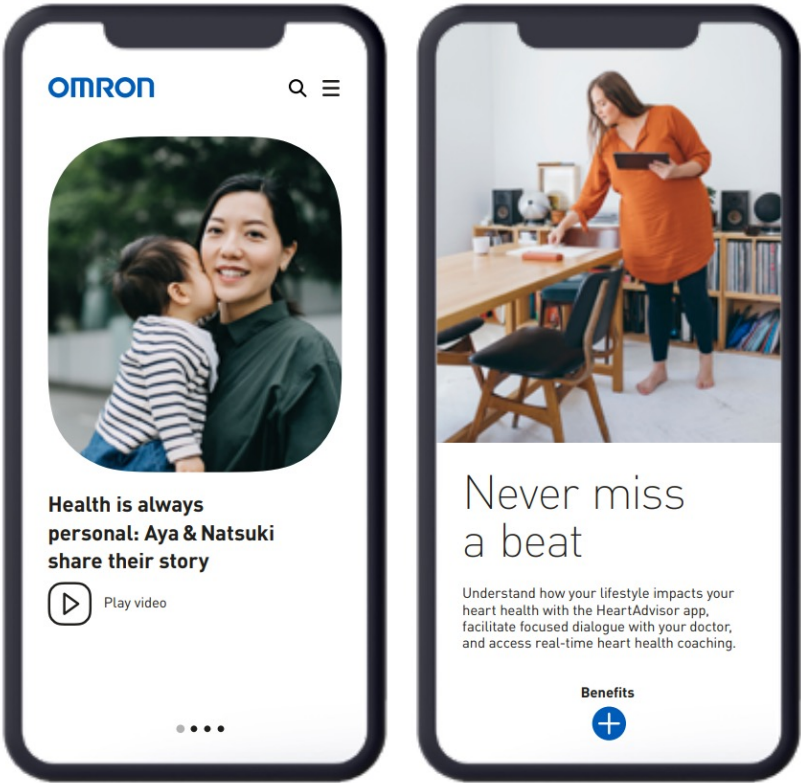 OMRON
Health is always
personal: Aya & Natsuki
share their story
Play video
Never miss
a beat
Understand how your lifestyle impacts your
heart health with the HeartAdvisor app,
facilitate focused dialogue with your doctor,
and access real-time heart health coaching.
Benefits